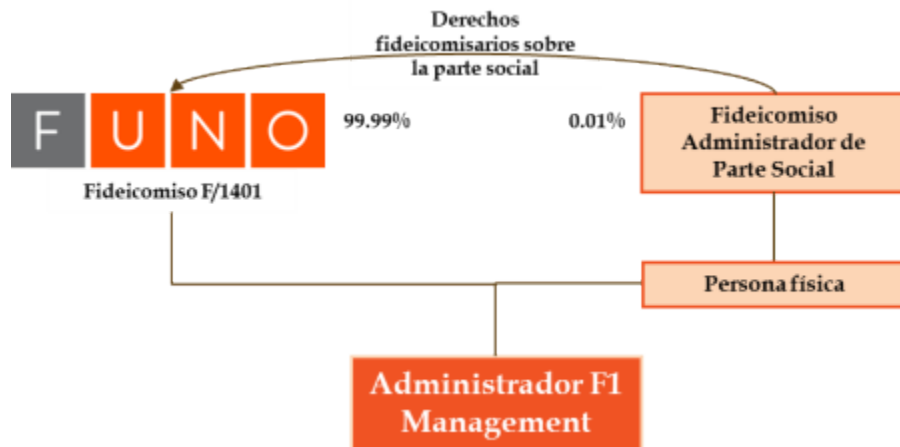 Derechos
fideicomisarios sobre
la parte social
FUNO
99.99%
0.01%
Fideicomiso
Administrador de
Parte Social
Fideicomiso F/1401
Persona física
Administrador F1
Management